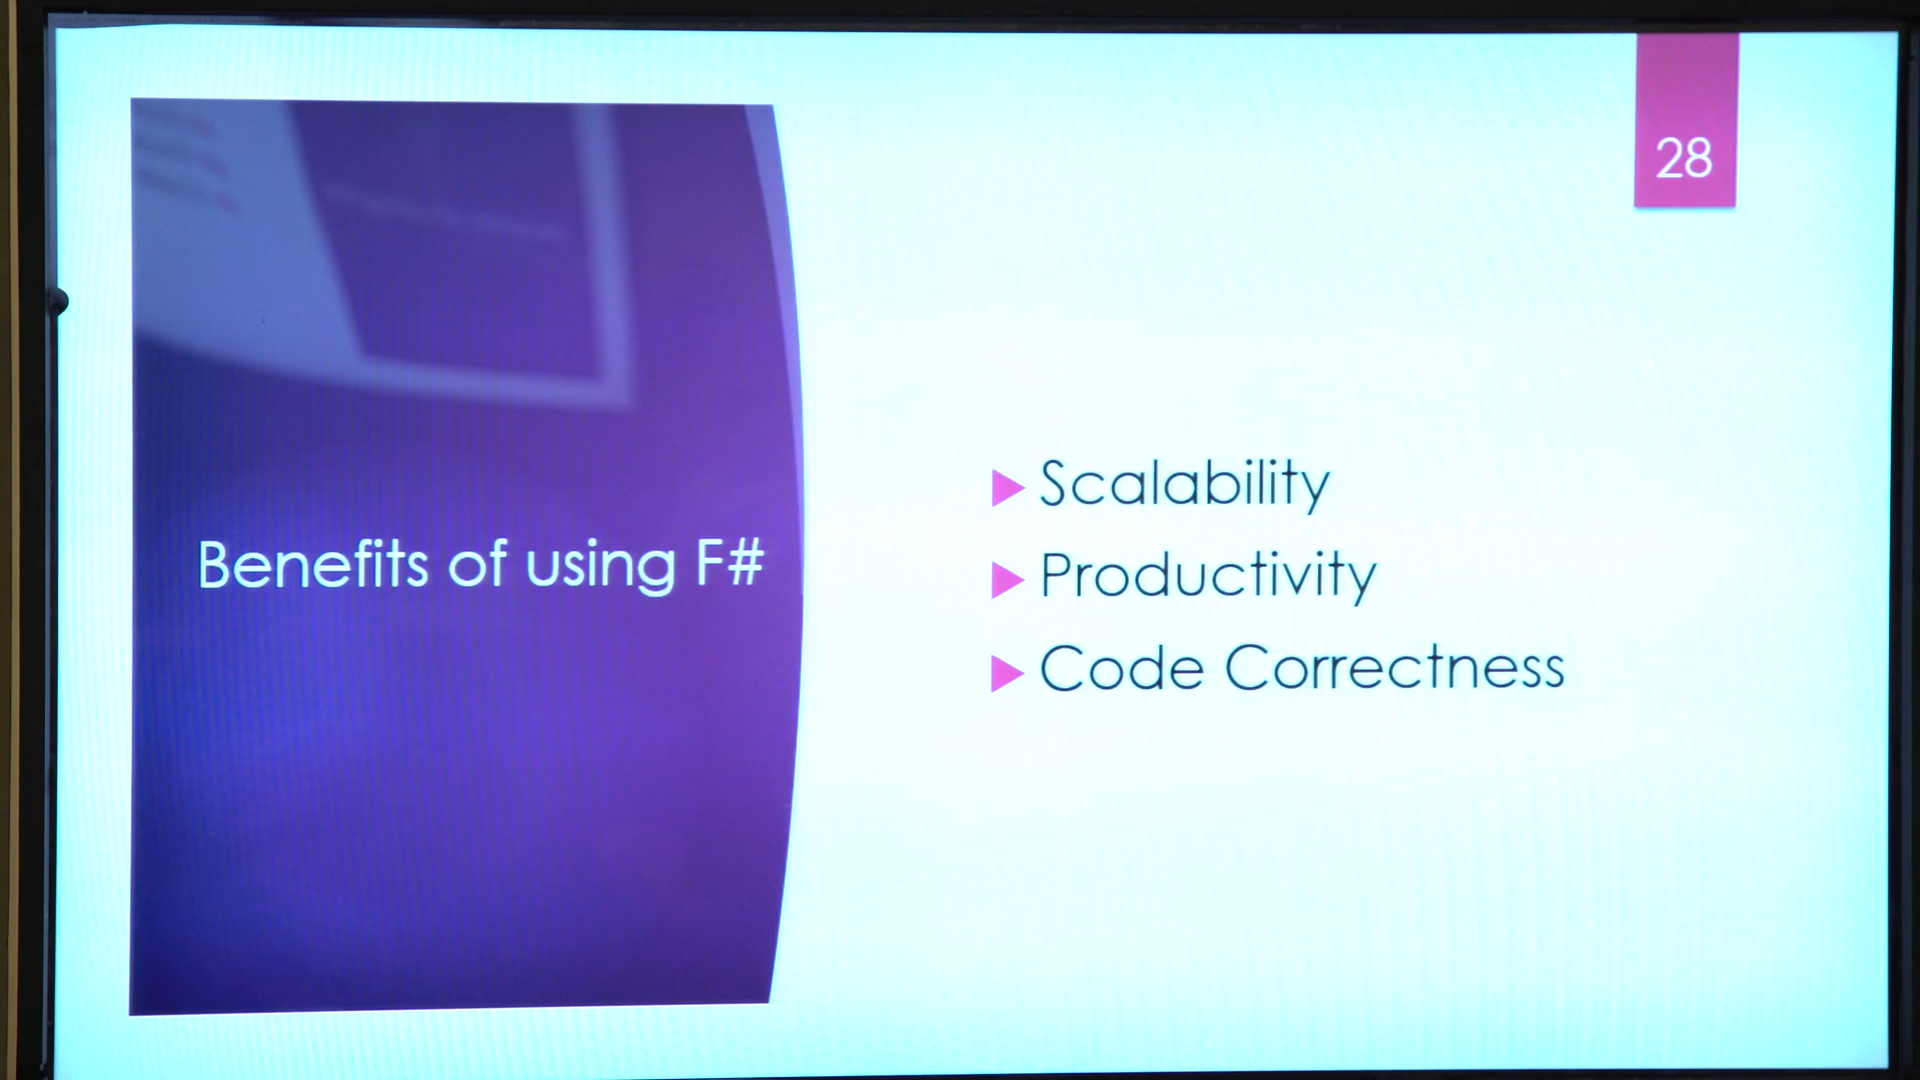 28
Benefits of using F#
Scalability
Productivity
Code Correctness